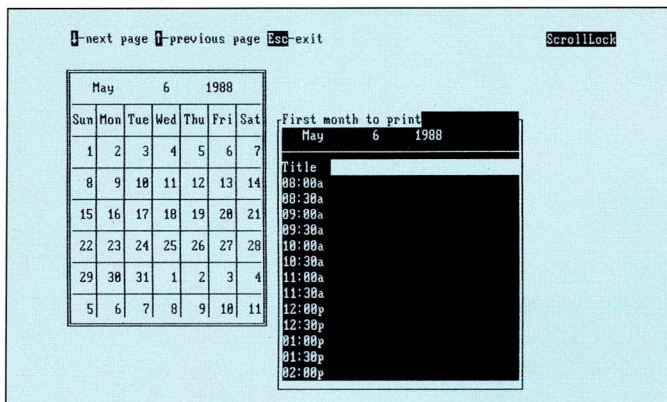 ↓-next page ↑-previous page Esc-exit ScrollLock
May 6 1988
Sun Mon Tue Wed Thu Fri Sat
1 2 3 4 5 6 7
8 9 10 11 12 13 14
15 16 17 18 19 20 21
22 23 24 25 26 27 28
29 30 31 1 2 3 4
5 6 7 8 9 10 11
First month to print
May 6 1988
Title
08:00a
08:30a
09:00a
09:30a
10:00a
10:30a
11:00a
11:30a
12:00p
12:30p
01:00p
01:30p
02:00p